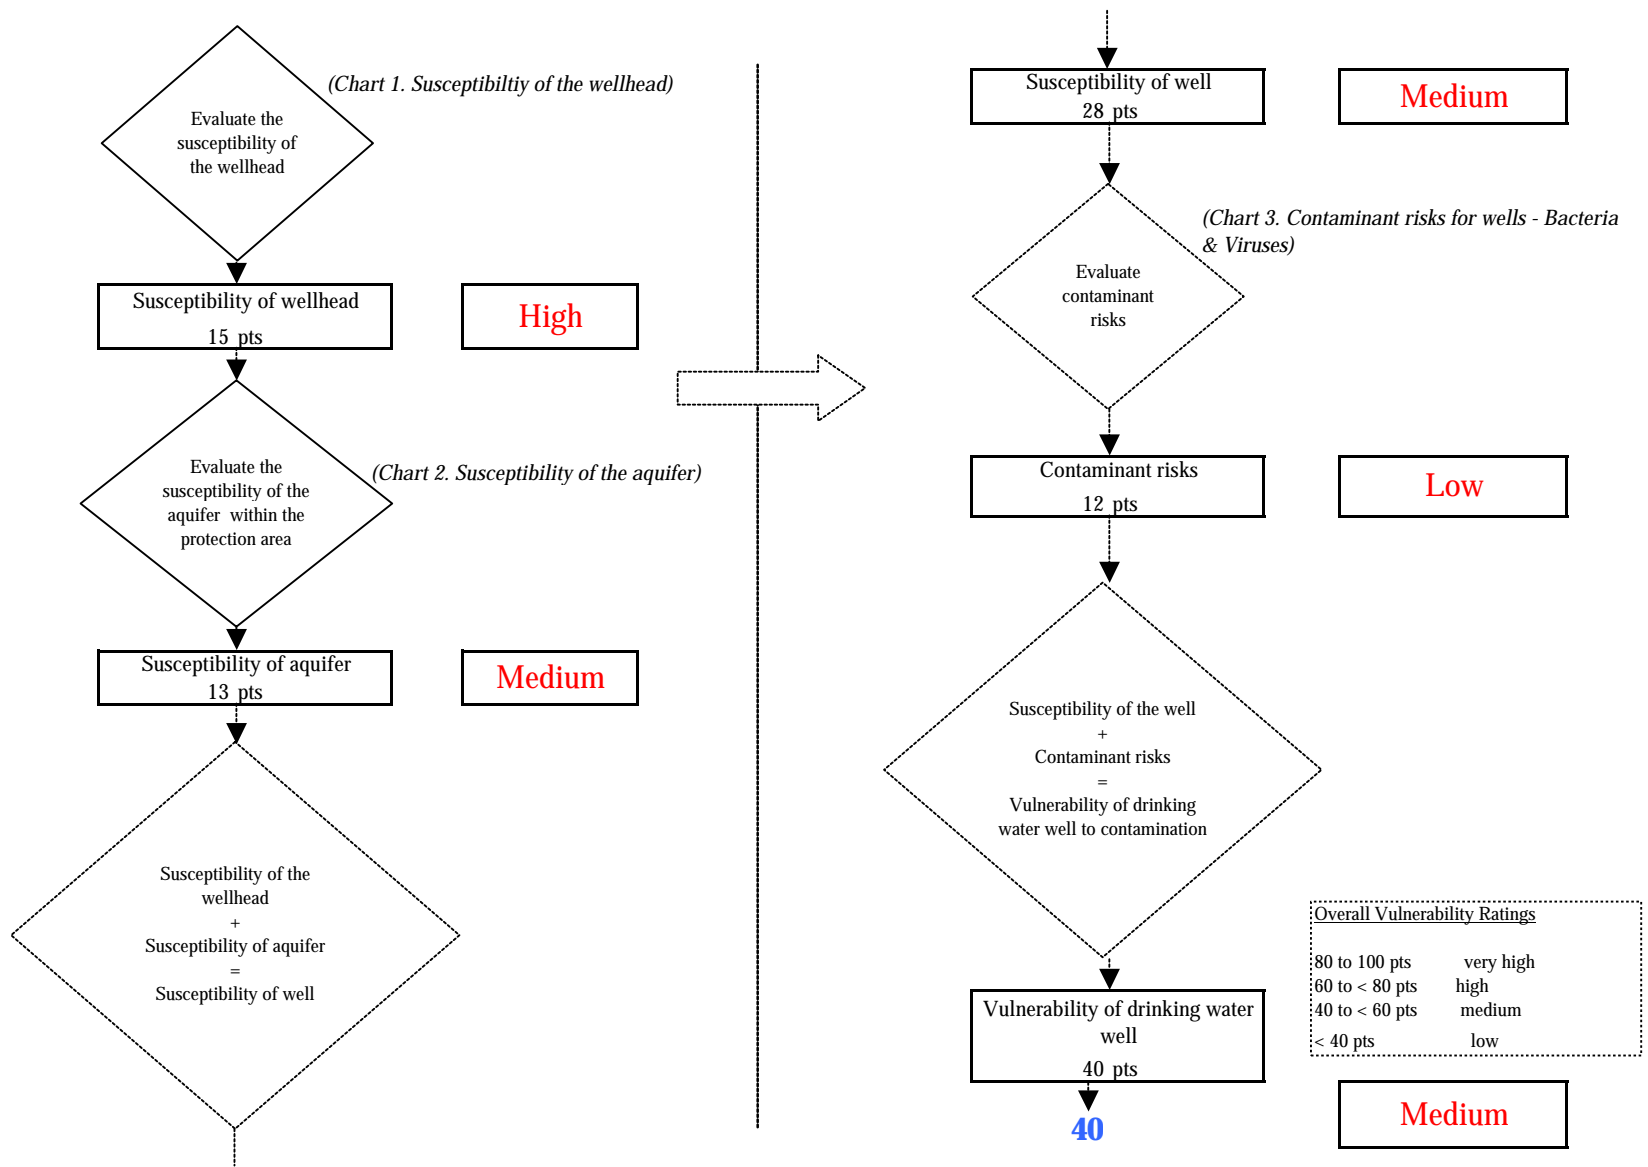 (Chart 1. Susceptibiltiy of the wellhead)
Evaluate the
susceptibility of
the wellhead
Susceptibility of wellhead
15 pts
High
Evaluate the
susceptibility of the
aquifer within the
protection area
(Chart 2. Susceptibility of the aquifer)
Susceptibility of aquifer
13 pts
Medium
Susceptibility of the
wellhead
+
Susceptibility of aquifer
=
Susceptibility of well
Susceptibility of well
28 pts
Medium
(Chart 3. Contaminant risks for wells - Bacteria
& Viruses)
Evaluate
contaminant
risks
Contaminant risks
12 pts
Low
Susceptibility of the well
+
Contaminant risks
=
Vulnerability of drinking
water well to contamination
Overall Vulnerability Ratings
80 to 100 pts very high
60 to < 80 pts high
40 to < 60 pts medium
< 40 pts low
Vulnerability of drinking water
well
40 pts
40
Medium